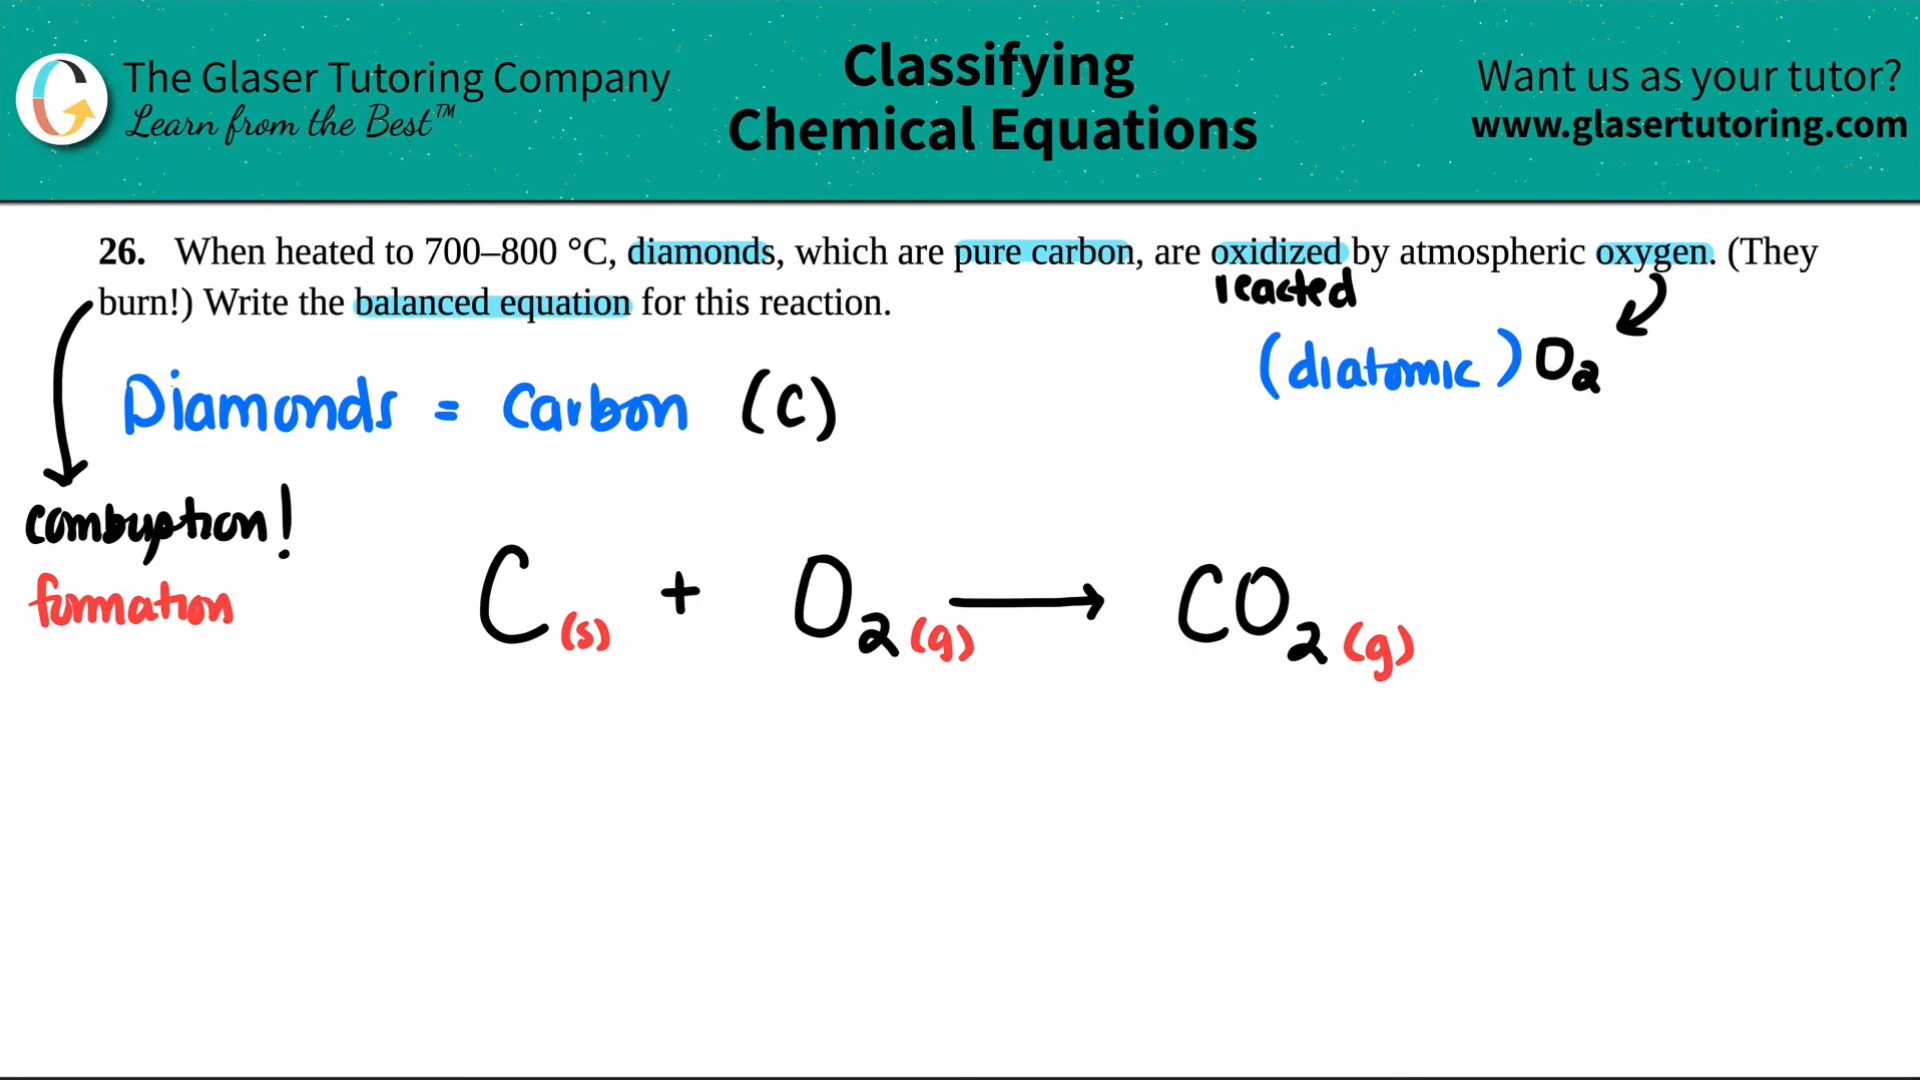 The Glaser Tutoring Company
Learn from the Best™
Classifying
Chemical Equations
Want us as your tutor?
www.glasertutoring.com
26. When heated to 700–800 °C, diamonds, which are pure carbon, are oxidized by atmospheric oxygen. (They
reacted
burn!) Write the balanced equation for this reaction.
(diatomic) O₂
Diamonds = Carbon (C)
combuption!
formation
C(s) + O₂(g) ⟶ CO₂(g)